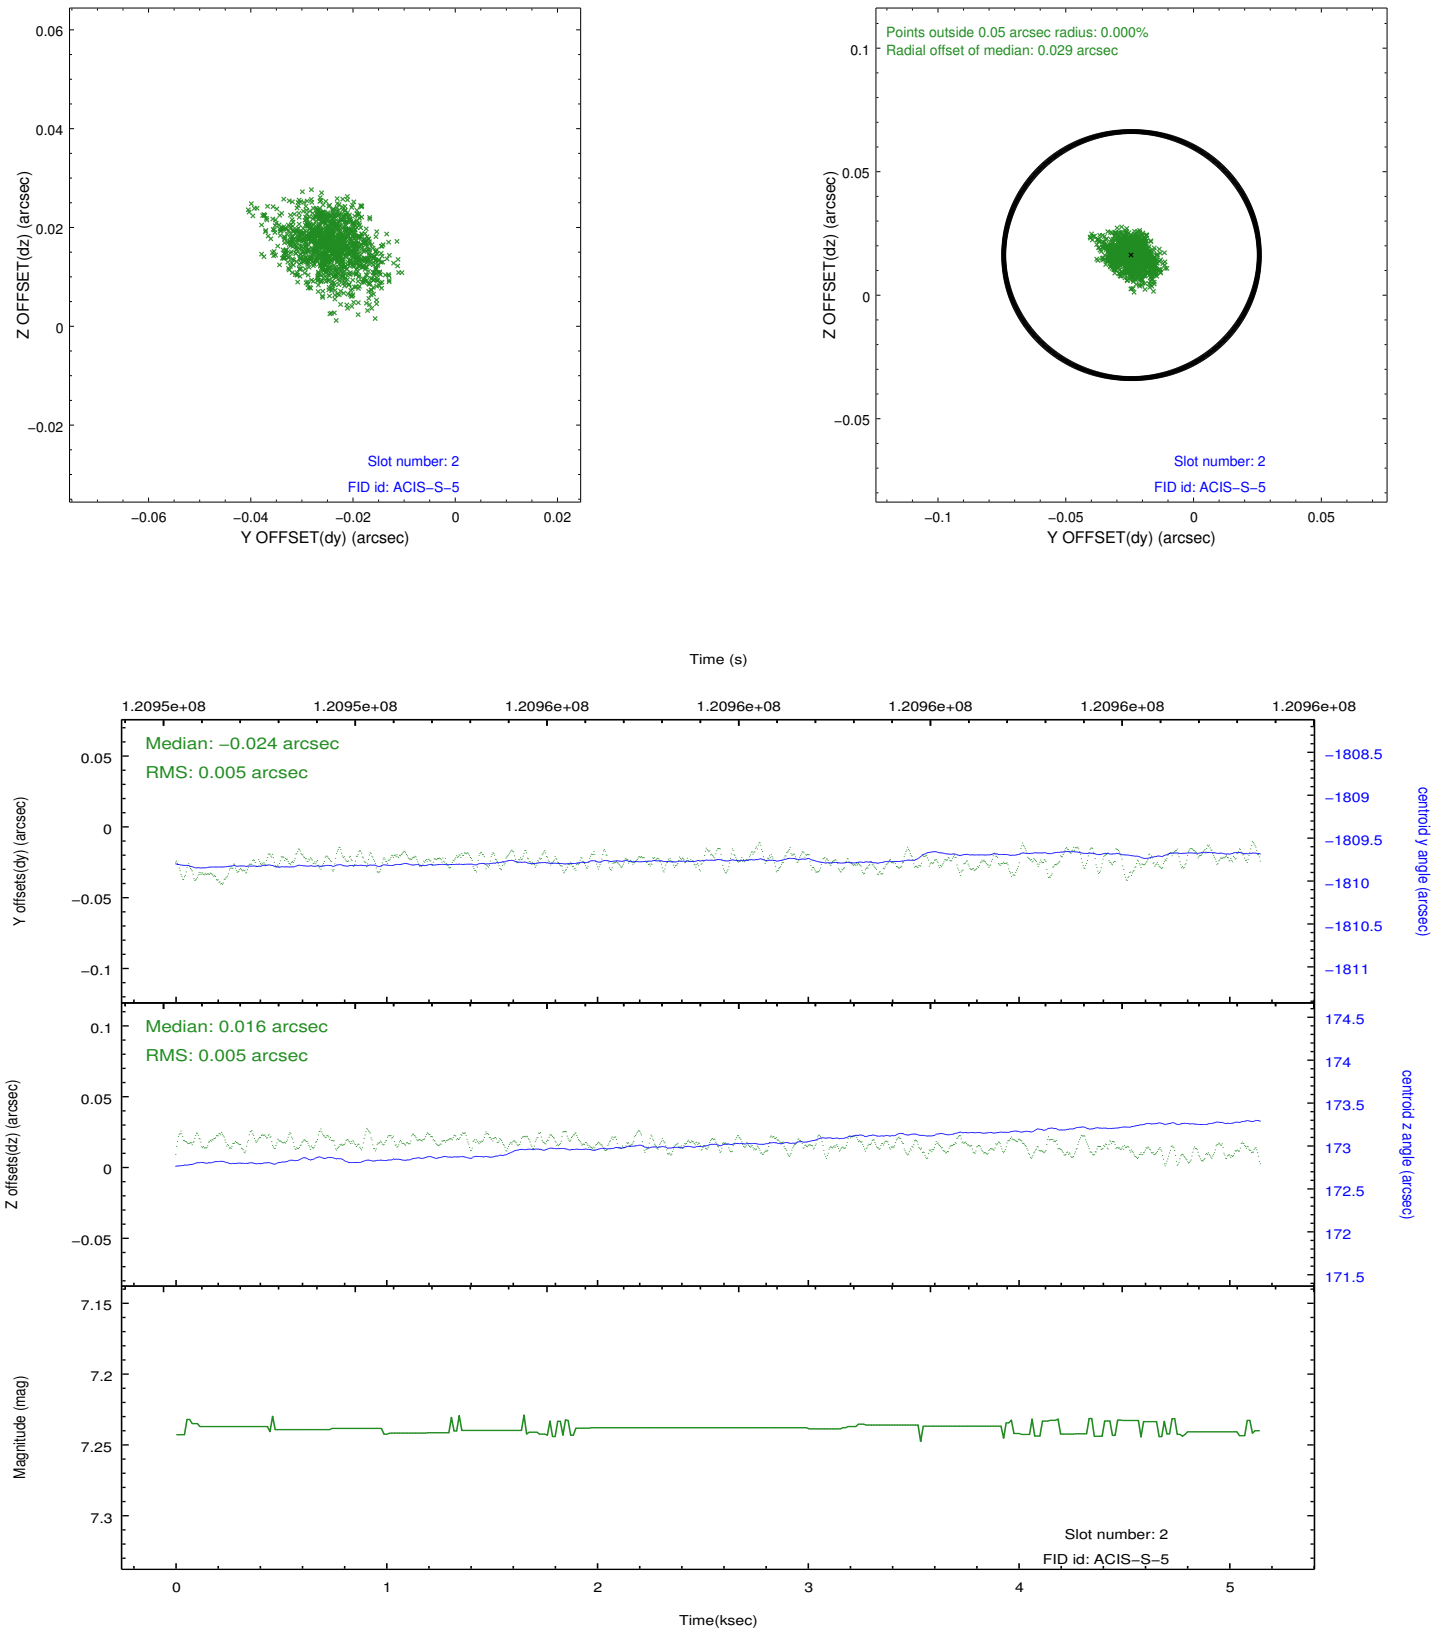 0.06
0.04
0.02
0
−0.02
Z OFFSET(dz) (arcsec)
Slot number: 2
FID id: ACIS−S−5
−0.06
−0.04
−0.02
0
0.02
Y OFFSET(dy) (arcsec)
Points outside 0.05 arcsec radius: 0.000%
Radial offset of median: 0.029 arcsec
0.1
0.05
0
−0.05
Z OFFSET(dz) (arcsec)
Slot number: 2
FID id: ACIS−S−5
−0.1
−0.05
0
0.05
Y OFFSET(dy) (arcsec)
Time (s)
1.2095e+08
1.2095e+08
1.2096e+08
1.2096e+08
1.2096e+08
1.2096e+08
1.2096e+08
Median: −0.024 arcsec
RMS: 0.005 arcsec
0.05
0
−0.05
−0.1
Y offsets(dy) (arcsec)
−1808.5
−1809
−1809.5
−1810
−1810.5
−1811
centroid y angle (arcsec)
Median: 0.016 arcsec
RMS: 0.005 arcsec
0.1
0.05
0
−0.05
Z offsets(dz) (arcsec)
174.5
174
173.5
173
172.5
172
171.5
centroid z angle (arcsec)
7.15
7.2
7.25
7.3
Magnitude (mag)
Slot number: 2
FID id: ACIS−S−5
0
1
2
3
4
5
Time(ksec)